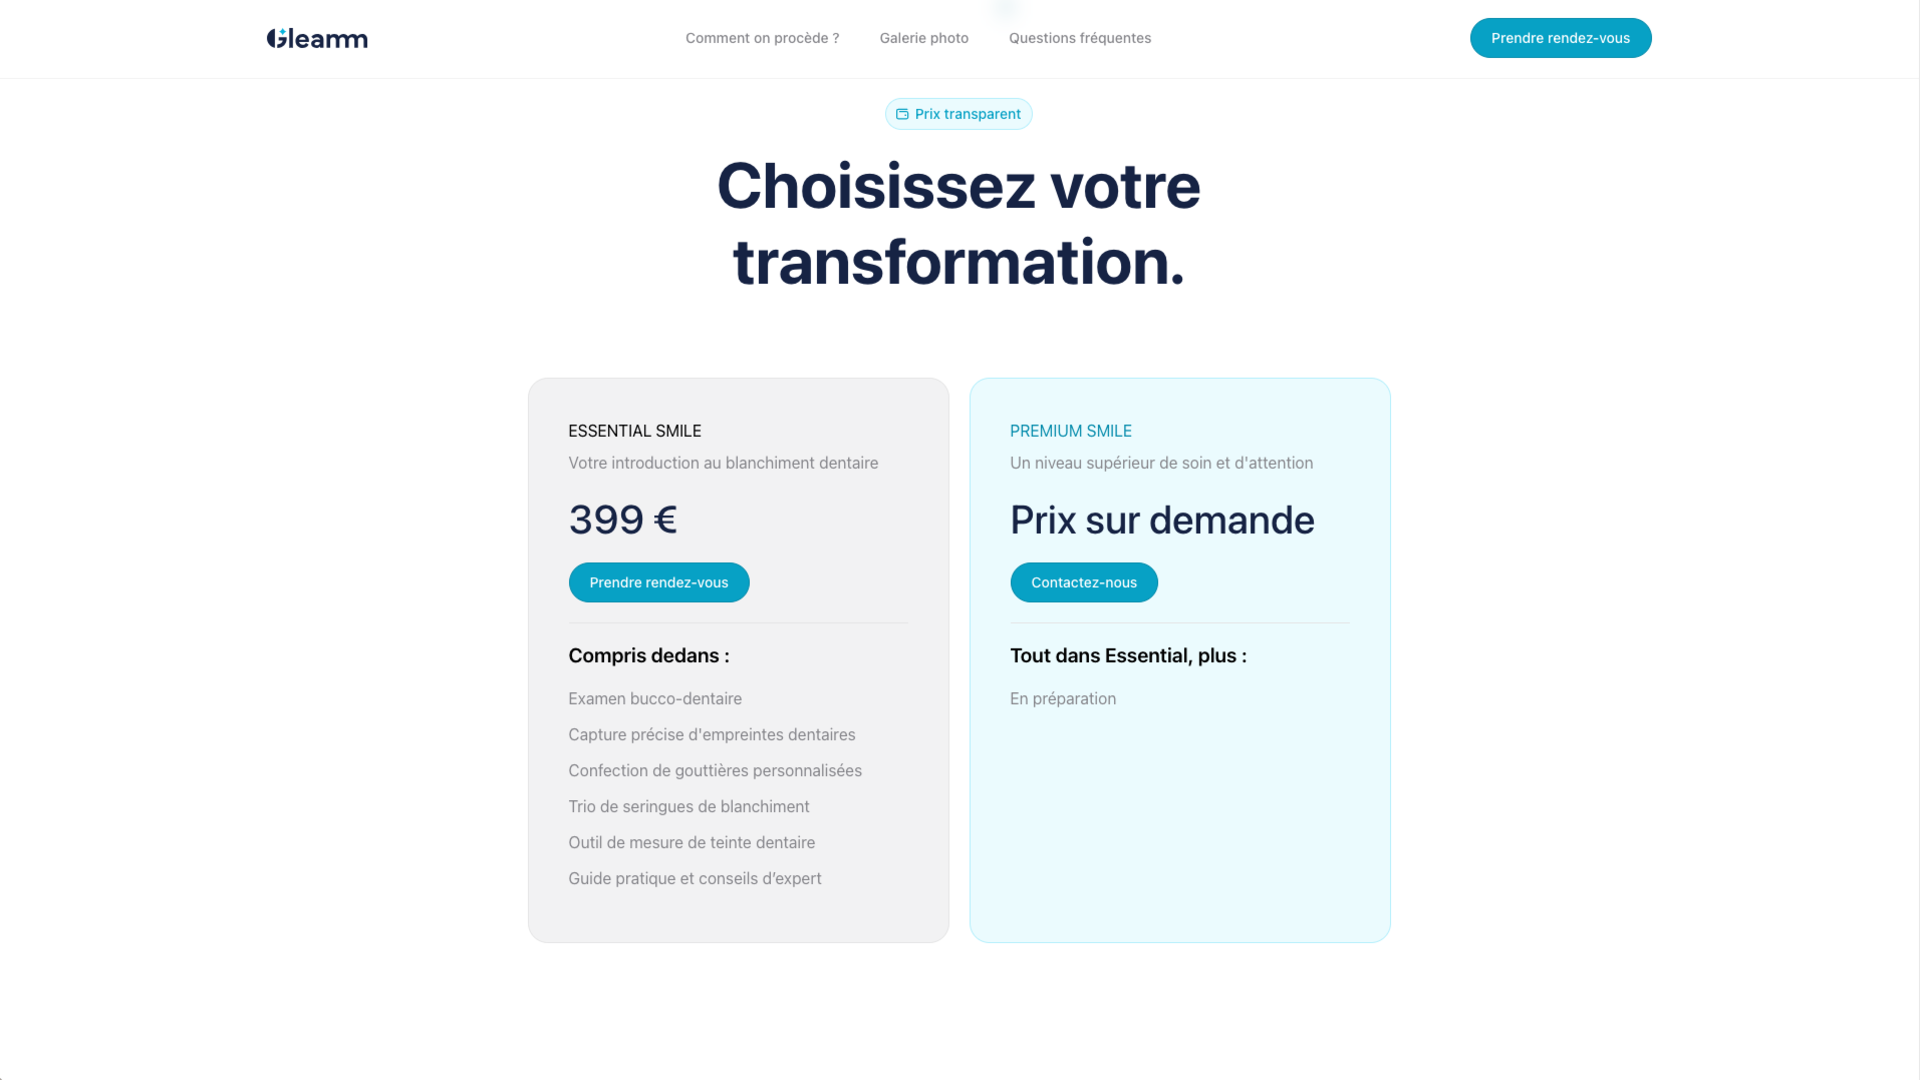 Gleamm
Comment on procède ?
Galerie photo
Questions fréquentes
Prendre rendez-vous
Prix transparent
Choisissez votre
transformation.
ESSENTIAL SMILE
Votre introduction au blanchiment dentaire
399 €
Prendre rendez-vous
Compris dedans :
Examen bucco-dentaire
Capture précise d'empreintes dentaires
Confection de gouttières personnalisées
Trio de seringues de blanchiment
Outil de mesure de teinte dentaire
Guide pratique et conseils d’expert
PREMIUM SMILE
Un niveau supérieur de soin et d'attention
Prix sur demande
Contactez-nous
Tout dans Essential, plus :
En préparation